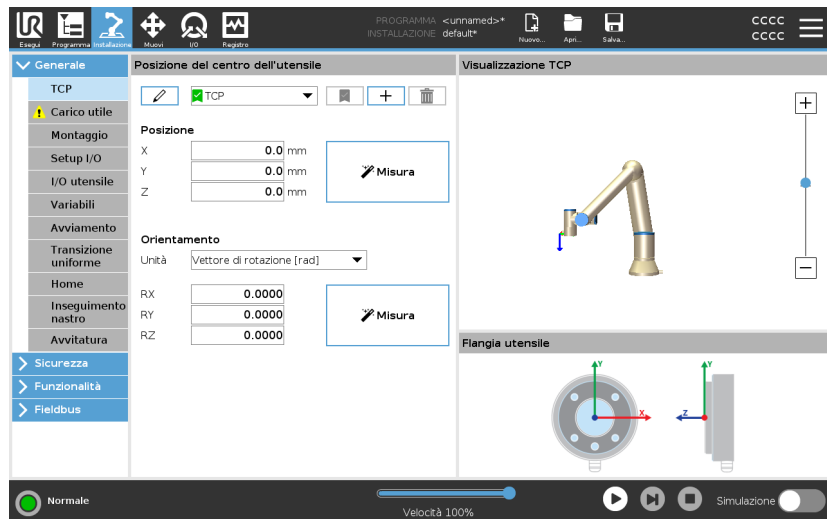 PROGRAMMA <unnamed>*
INSTALLAZIONE default*
cccc
cccc
Esegui Programma Installazione Muovi I/O Registro Nuovo... Apri... Salva...
Generale
TCP
Carico utile
Montaggio
Setup I/O
I/O utensile
Variabili
Avviamento
Transizione
uniforme
Home
Inseguimento
nastro
Avvitatura
Sicurezza
Funzionalità
Fieldbus
Posizione del centro dell'utensile
TCP
Posizione
X 0.0 mm
Y 0.0 mm
Z 0.0 mm
Misura
Orientamento
Unità Vettore di rotazione [rad]
RX 0.0000
RY 0.0000
RZ 0.0000
Misura
Visualizzazione TCP
Flangia utensile
Y
X
Y
Z
Normale
Velocità 100%
Simulazione